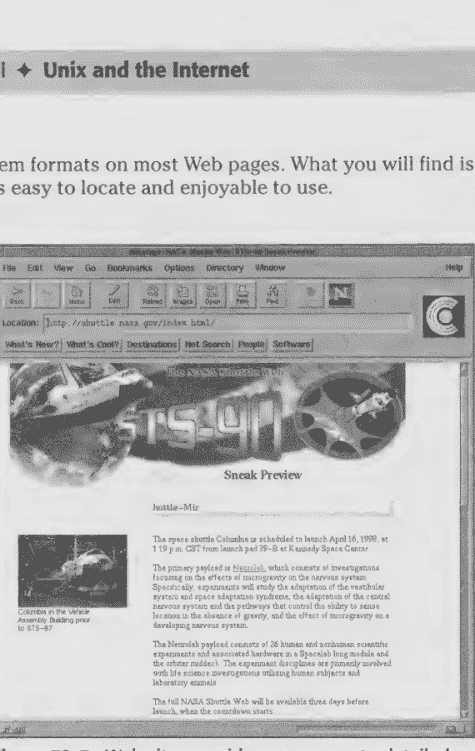 ✦ Unix and the Internet
em formats on most Web pages. What you will find is
s easy to locate and enjoyable to use.
File Edit View Go Bookmarks Options Directory Window Help
Back Home Edit Reload Images Open Print Find N
Location: http://shuttle.nasa.gov/index.html/
What's New? What's Cool? Destinations Net Search People Software
STS-90
Sneak Preview
huttle-Mir
The space shuttle Columbia is scheduled to launch April 16, 1998, at
1:19 p.m. CST from launch pad 39-B at Kennedy Space Center
The primary payload is Neurolab, which consists of investigations
focusing on the effects of microgravity on the nervous system.
Specifically, experiments will study the adaptation of the vestibular
system and space adaptation syndrome, the adaptation of the central
nervous system and the pathways that control the ability to sense
location in the absence of gravity, and the effect of microgravity on a
developing nervous system.
Columbia in the Vehicle
Assembly Building prior
to STS-87
The Neurolab payload consists of 26 human and nonhuman scientific
experiments and associated hardware in a Spacelab long module and
the orbiter middeck. The experiment disciplines are primarily involved
with life science investigations utilizing human subjects and
laboratory animals
The full NASA Shuttle Web will be available three days before
launch, when the countdown starts.